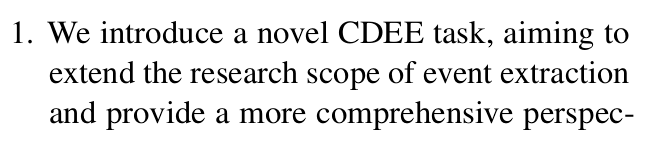 1. We introduce a novel CDEE task, aiming to
extend the research scope of event extraction
and provide a more comprehensive perspec-